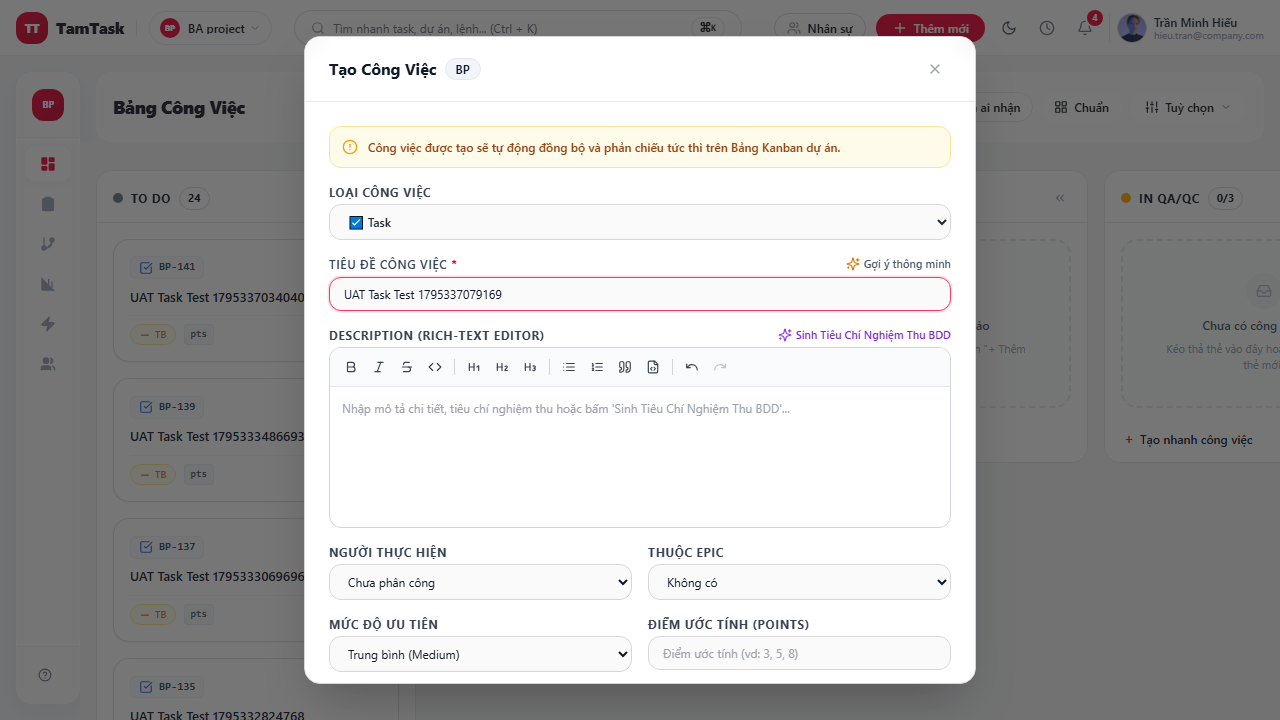 TT TamTask
BP BA project
Tìm nhanh task, dự án, lệnh... (Ctrl + K)
⌘K
Nhân sự
+ Thêm mới
4
Trần Minh Hiếu
hieu.tran@company.com
BP
Bảng Công Việc
ai nhận
Chuẩn
Tuỳ chọn
TO DO 24
BP-141
UAT Task Test 1795337034040
TB pts
BP-139
UAT Task Test 1795333486693
TB pts
BP-137
UAT Task Test 1795333069696
TB pts
BP-135
UAT Task Test 1795332824768
Tạo Công Việc BP
Công việc được tạo sẽ tự động đồng bộ và phản chiếu tức thì trên Bảng Kanban dự án.
LOẠI CÔNG VIỆC
Task
TIÊU ĐỀ CÔNG VIỆC *
Gợi ý thông minh
UAT Task Test 1795337079169
DESCRIPTION (RICH-TEXT EDITOR)
Sinh Tiêu Chí Nghiệm Thu BDD
B I S <> H1 H2 H3
Nhập mô tả chi tiết, tiêu chí nghiệm thu hoặc bấm 'Sinh Tiêu Chí Nghiệm Thu BDD'...
NGƯỜI THỰC HIỆN
Chưa phân công
THUỘC EPIC
Không có
MỨC ĐỘ ƯU TIÊN
Trung bình (Medium)
ĐIỂM ƯỚC TÍNH (POINTS)
Điểm ước tính (vd: 3, 5, 8)
IN QA/QC 0/3
Chưa có công
Kéo thả thẻ vào đây hoặ
thẻ mới
+ Tạo nhanh công việc
"+ Thêm